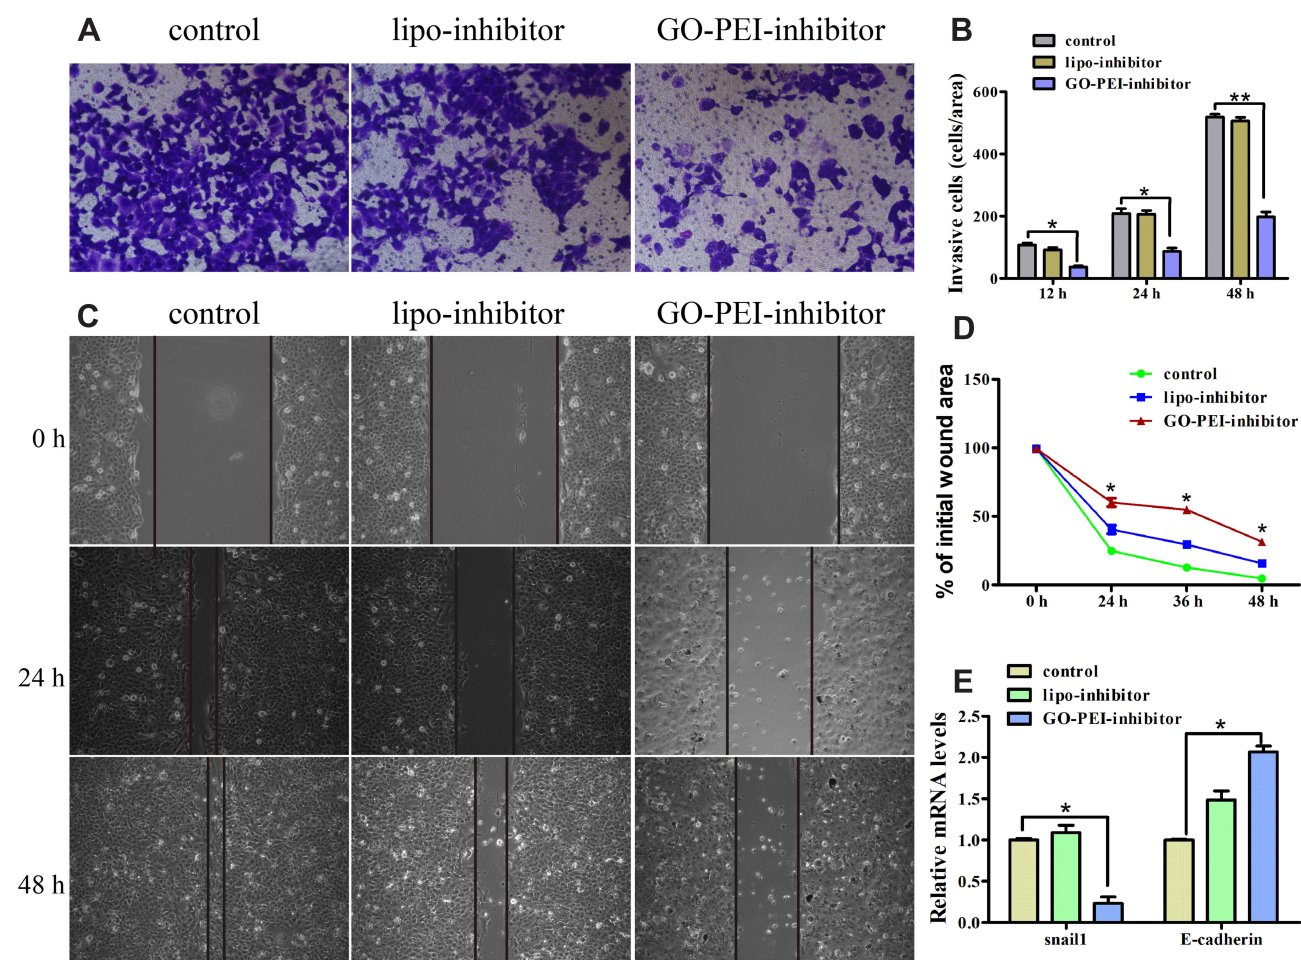 A control lipo-inhibitor GO-PEI-inhibitor
B
control
lipo-inhibitor
GO-PEI-inhibitor
Invasive cells (cells/area)
600
400
200
0
*
*
**
12 h 24 h 48 h
C control lipo-inhibitor GO-PEI-inhibitor
0 h
24 h
48 h
D
control
lipo-inhibitor
GO-PEI-inhibitor
% of initial wound area
150
100
50
0
*
*
*
0 h 24 h 36 h 48 h
E
control
lipo-inhibitor
GO-PEI-inhibitor
Relative mRNA levels
2.5
2.0
1.5
1.0
0.5
0.0
*
*
snail1 E-cadherin